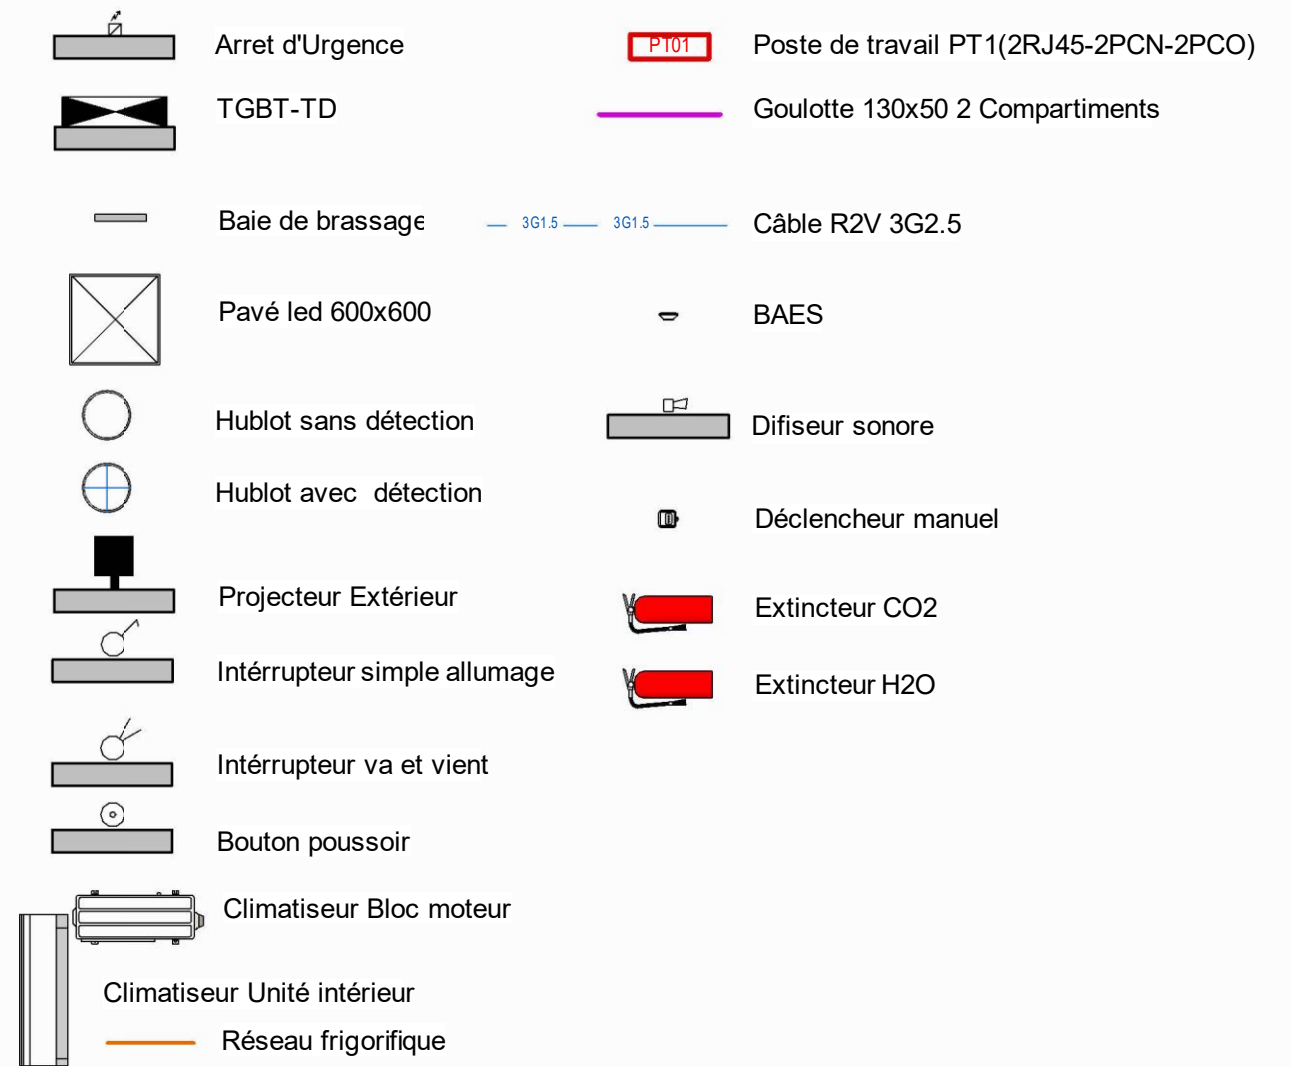 Arret d'Urgence
TGBT-TD
Baie de brassage
Pavé led 600x600
Hublot sans détection
Hublot avec détection
Projecteur Extérieur
Intérrupteur simple allumage
Intérrupteur va et vient
Bouton poussoir
Climatiseur Bloc moteur
Climatiseur Unité intérieur
Réseau frigorifique
PT01 Poste de travail PT1(2RJ45-2PCN-2PCO)
Goulotte 130x50 2 Compartiments
3G1.5 3G1.5 Câble R2V 3G2.5
BAES
Difiseur sonore
Déclencheur manuel
Extincteur CO2
Extincteur H2O